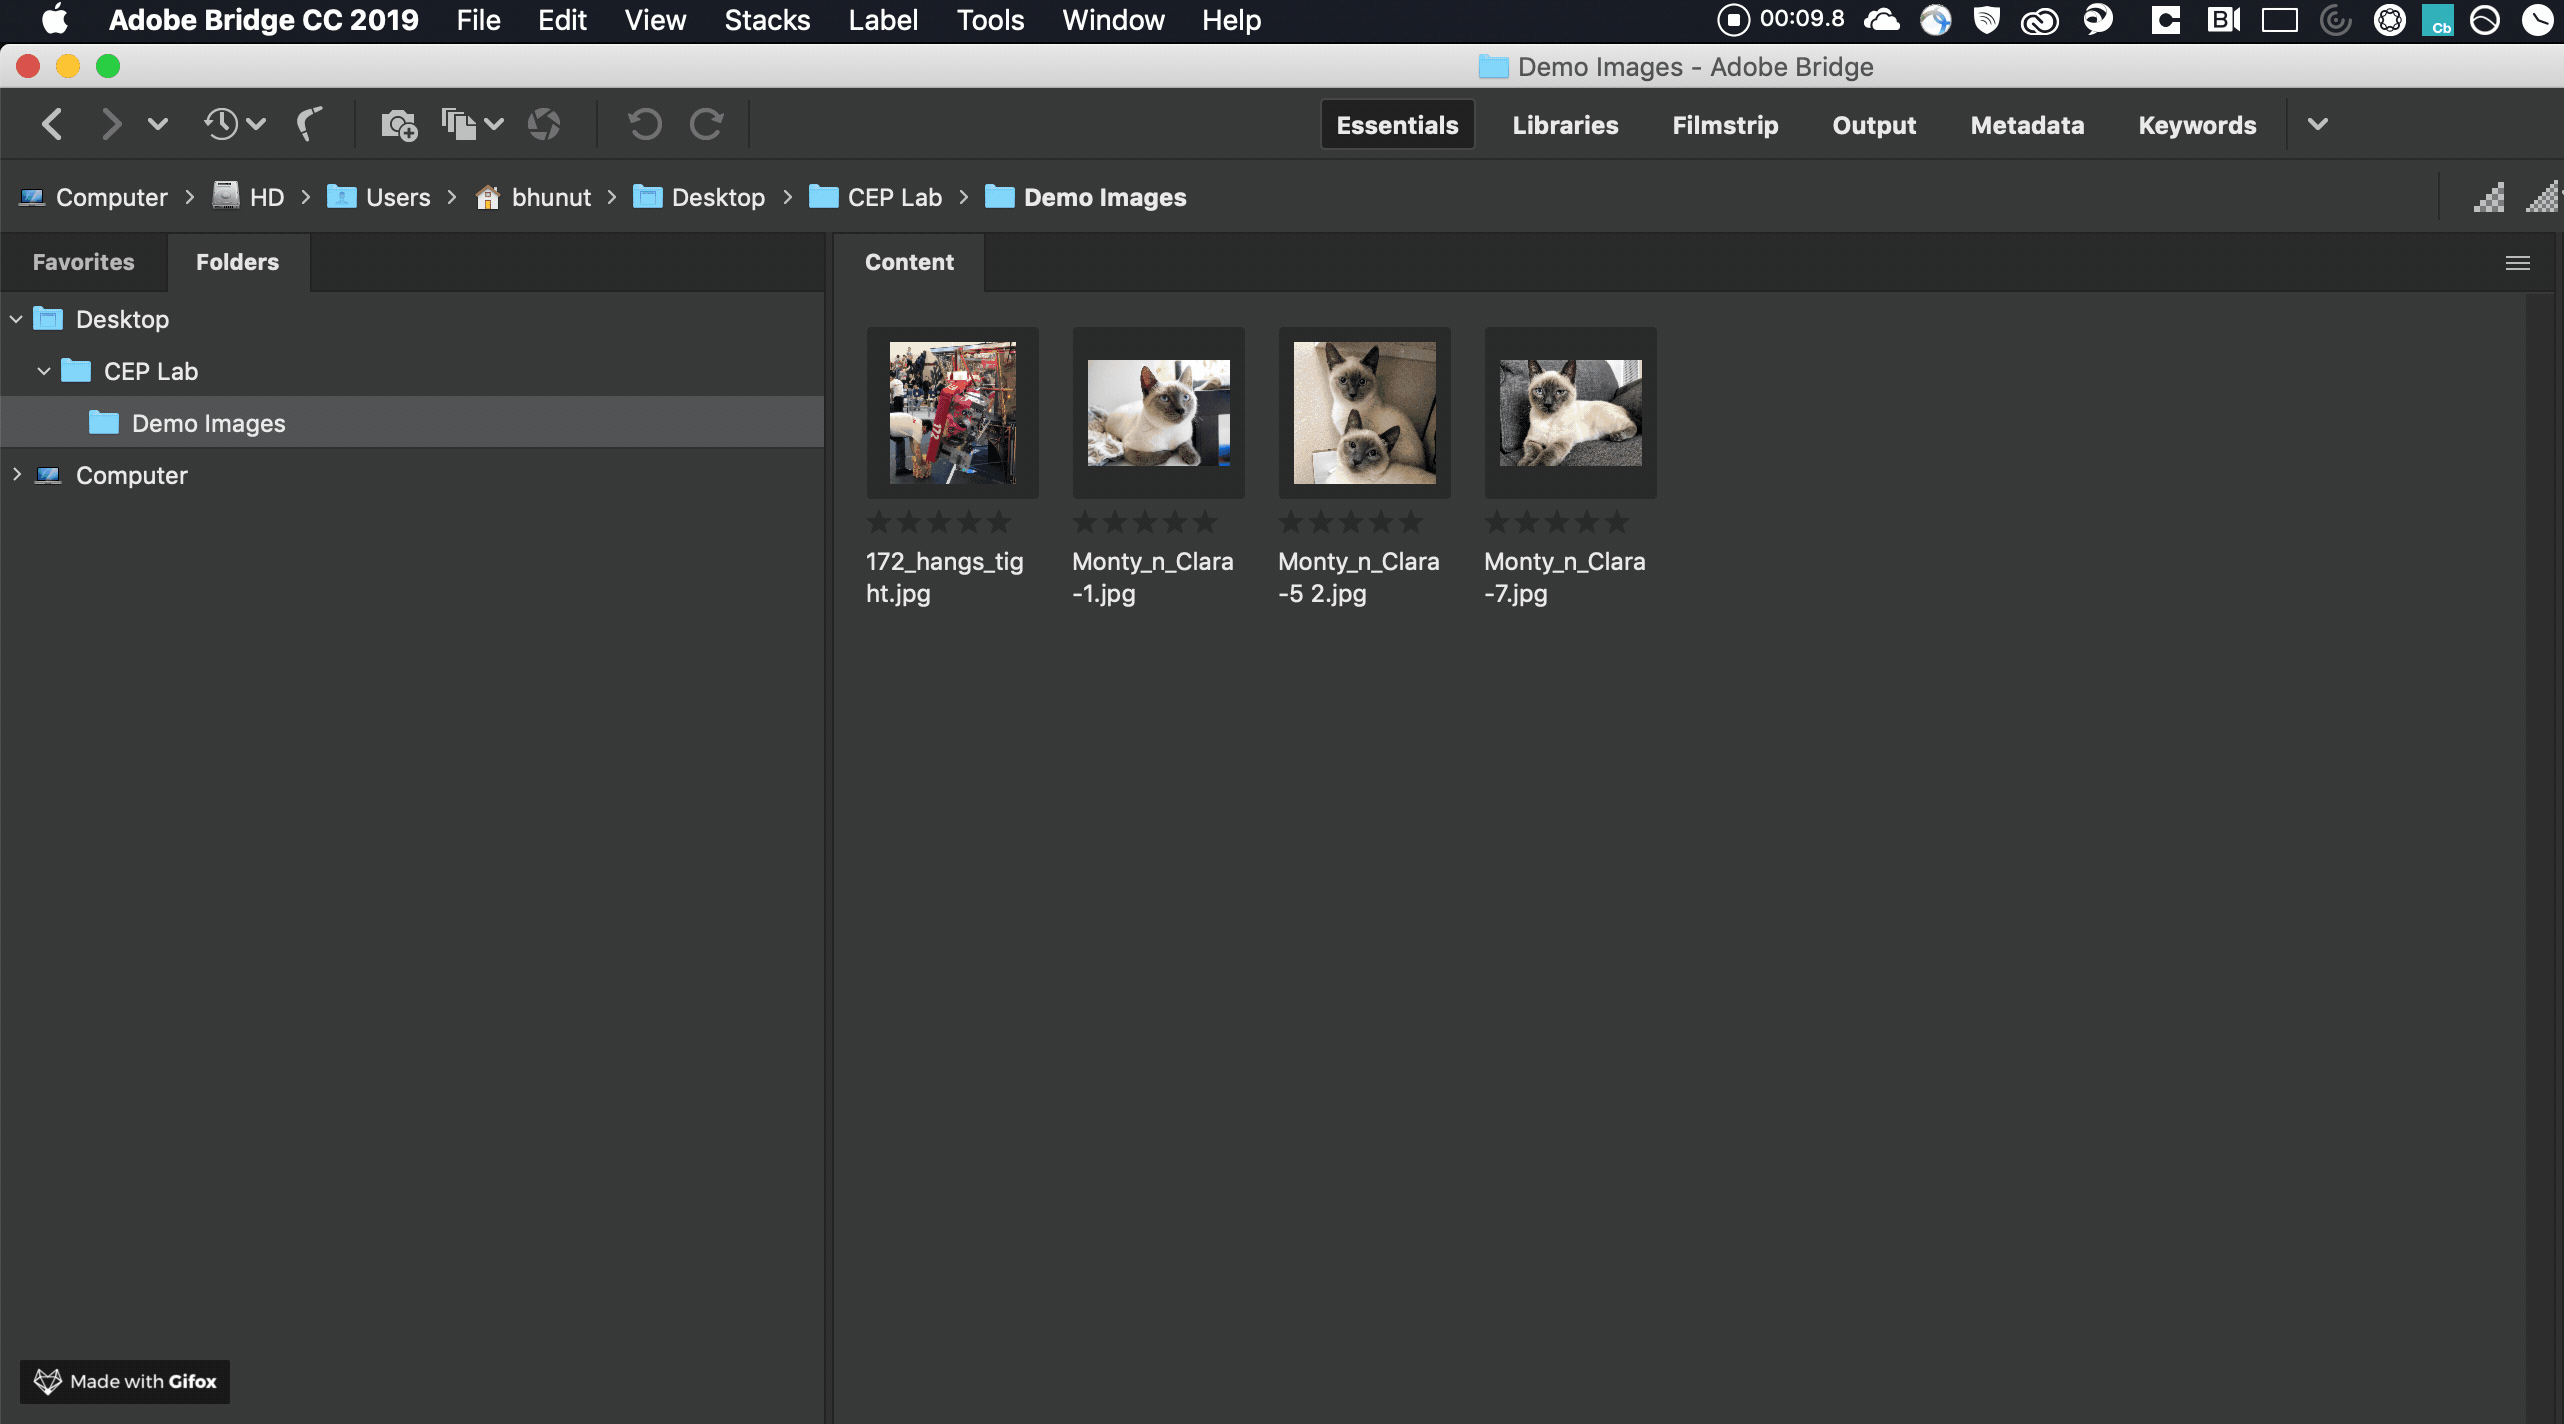 Adobe Bridge CC 2019 File Edit View Stacks Label Tools Window Help 00:09.8 Cb
Demo Images - Adobe Bridge
Essentials Libraries Filmstrip Output Metadata Keywords
Computer HD Users bhunut Desktop CEP Lab Demo Images
Favorites Folders
Desktop
CEP Lab
Demo Images
Computer
Content
172_hangs_tig
ht.jpg
Monty_n_Clara
-1.jpg
Monty_n_Clara
-5 2.jpg
Monty_n_Clara
-7.jpg
Made with Gifox